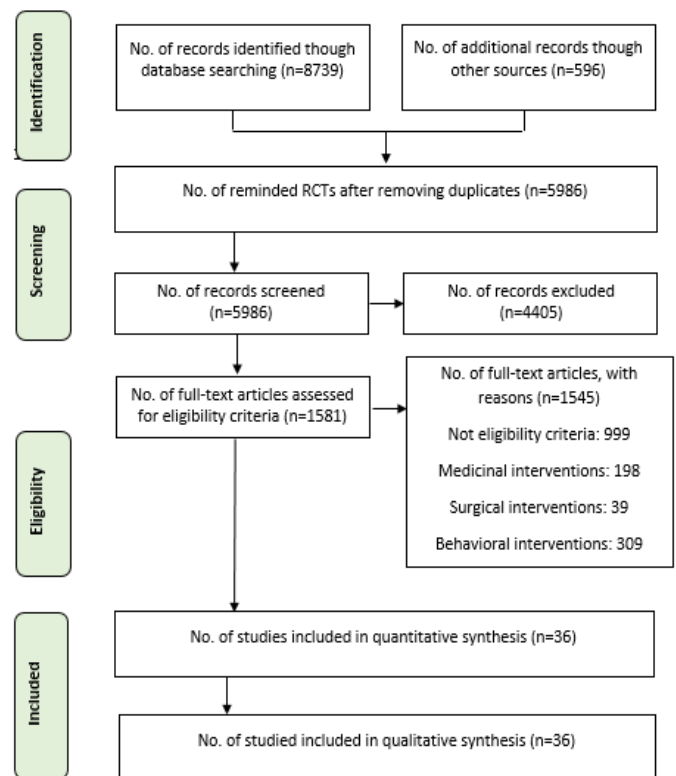 Identification
No. of records identified though
database searching (n=8739)
No. of additional records though
other sources (n=596)
Screening
No. of reminded RCTs after removing duplicates (n=5986)
No. of records screened
(n=5986)
No. of records excluded
(n=4405)
Eligibility
No. of full-text articles assessed
for eligibility criteria (n=1581)
No. of full-text articles, with
reasons (n=1545)
Not eligibility criteria: 999
Medicinal interventions: 198
Surgical interventions: 39
Behavioral interventions: 309
Included
No. of studies included in quantitative synthesis (n=36)
No. of studied included in qualitative synthesis (n=36)